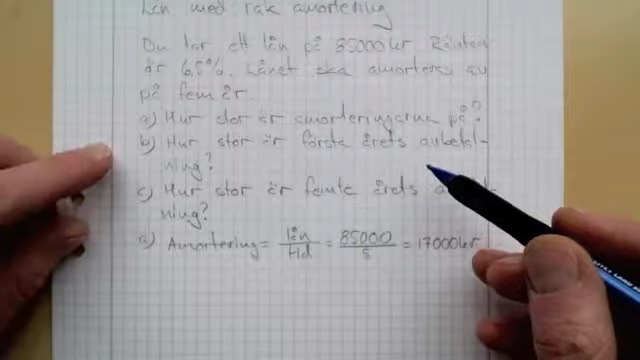 Lån med rak amortering
Du tar ett lån på 85000 kr. Räntan
är 6,5%. Lånet ska amorteras av
på fem år.
a) Hur stor är amorteringarna på?
b) Hur stor är första årets avbetal-
ning?
c) Hur stor är femte årets
ning?
a) Amortering = lån/tid = 85000/5 = 17000 kr